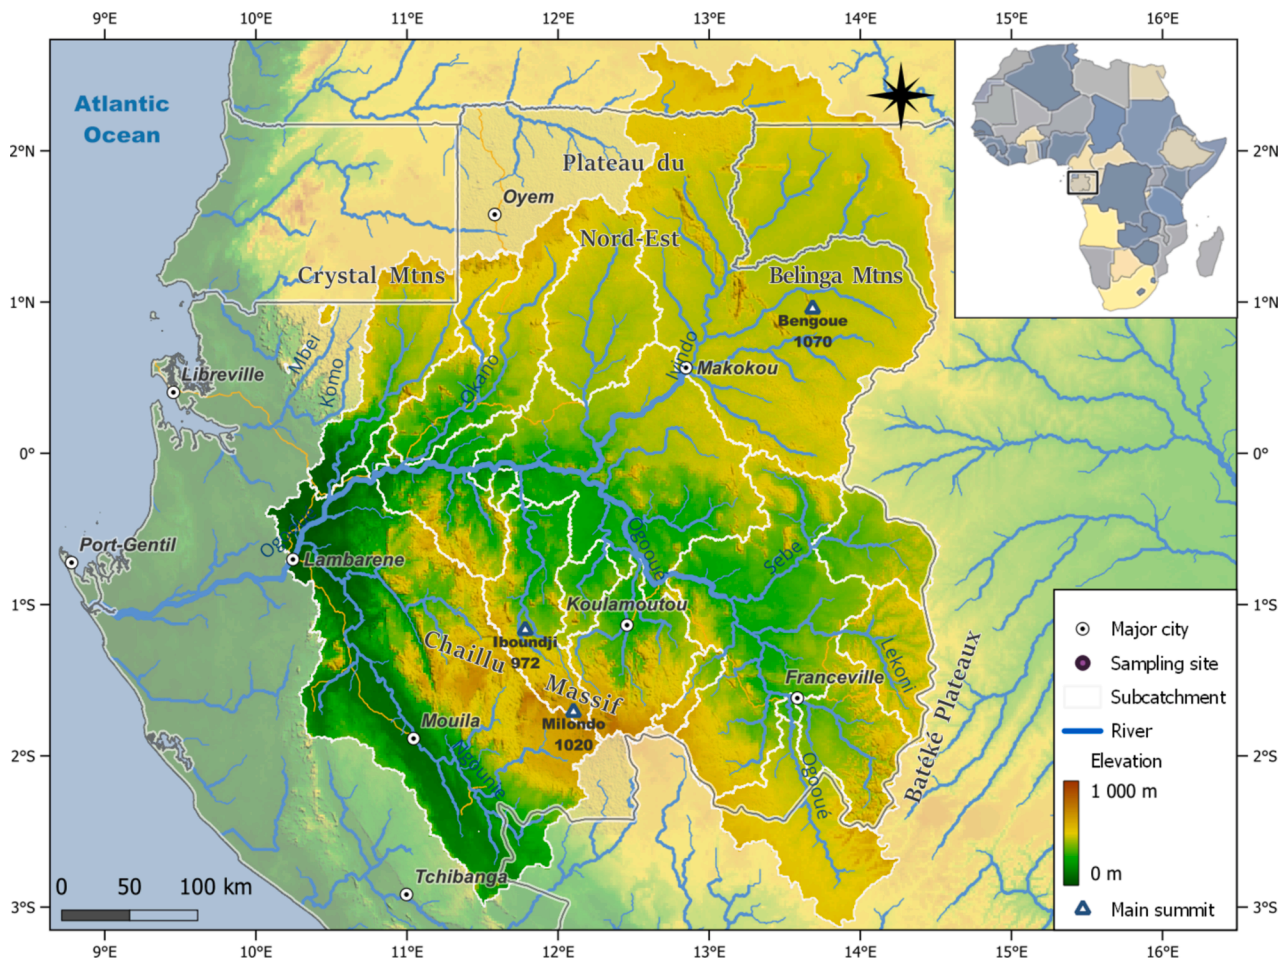 9°E
10°E
11°E
12°E
13°E
14°E
15°E
16°E
Atlantic
Ocean
2°N
2°N
Plateau du
Oyem
Nord-Est
Crystal Mtns
Belinga Mtns
1°N
1°N
Bengoue
1070
Mbei
Komo
Okano
Ivindo
Makokou
Libreville
0°
0°
Port-Gentil
Og
Lambarene
Ogooue
Sebe
1°S
1°S
Koulamoutou
Chaillu
Massif
Iboundji
972
Lekoni
Franceville
Milondo
1020
Mouila
Ngounie
Ogooué
Batéké Plateaux
2°S
2°S
Tchibanga
0 50 100 km
3°S
3°S
Major city
Sampling site
Subcatchment
River
Elevation
1 000 m
0 m
Main summit
9°E
10°E
11°E
12°E
13°E
14°E
15°E
16°E